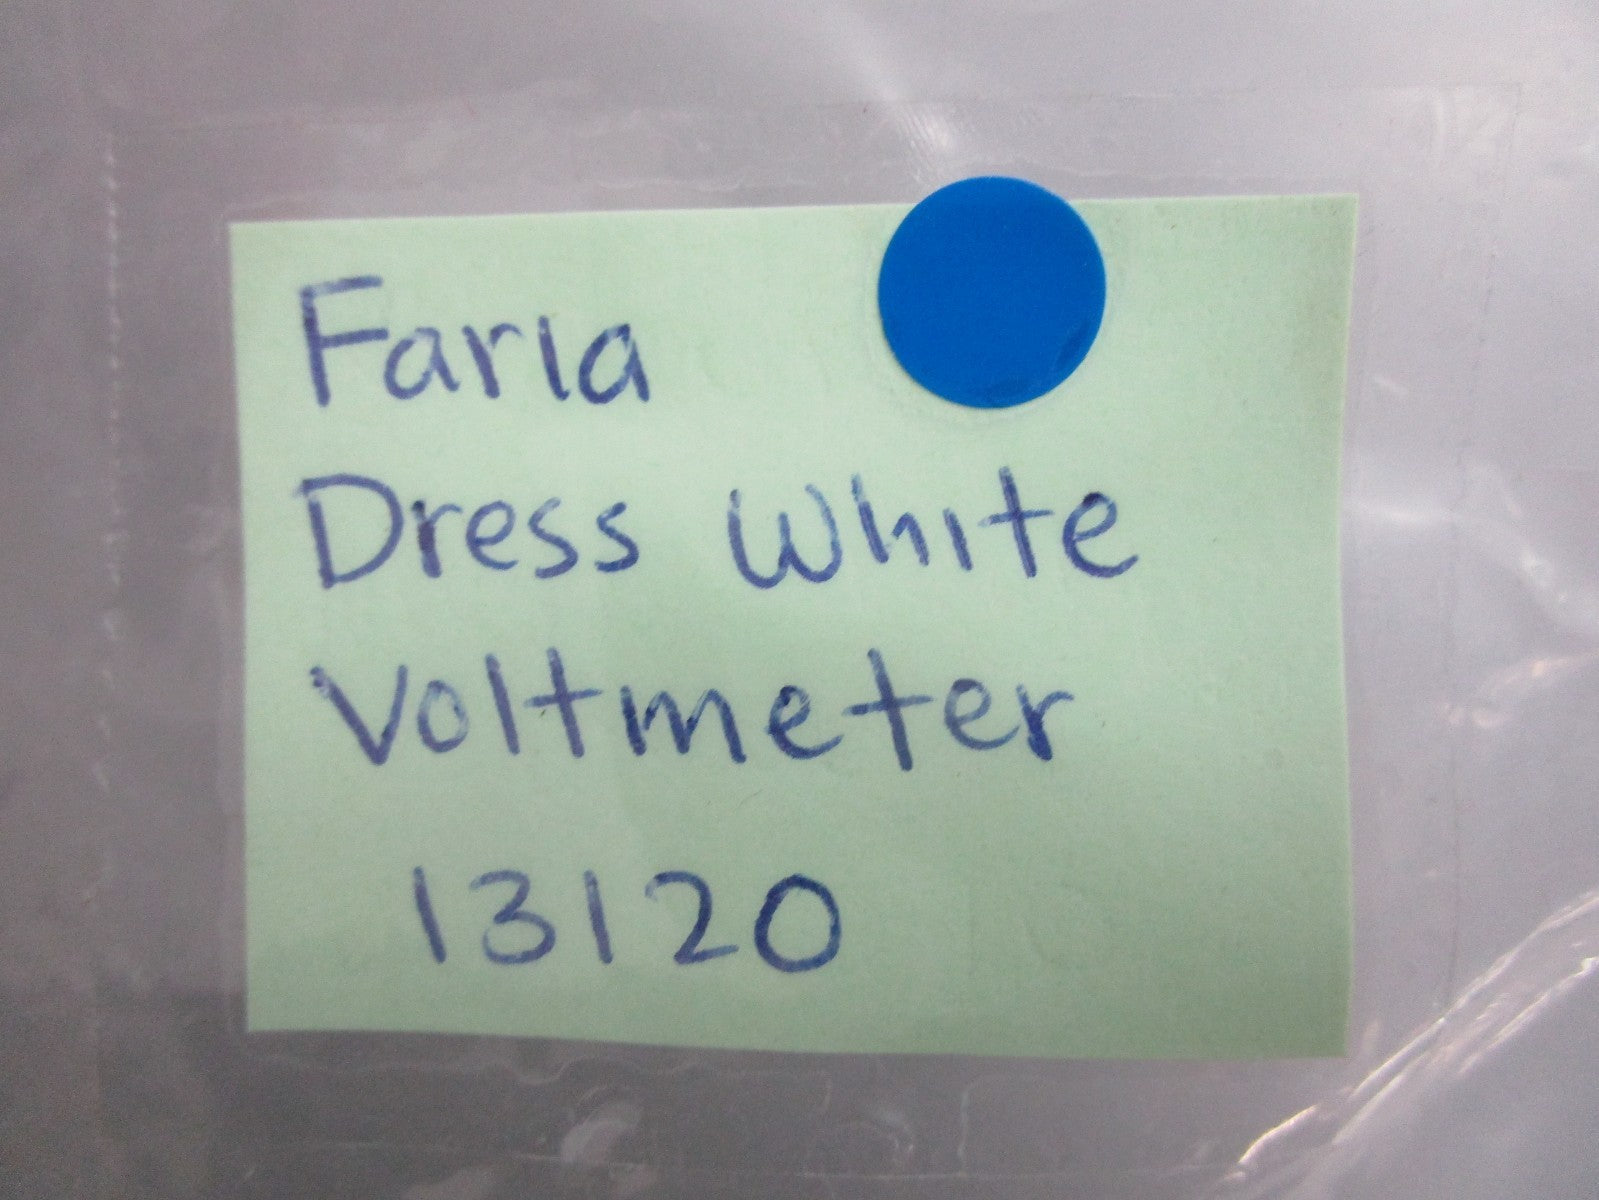 Faria
Dress White
Voltmeter
13120